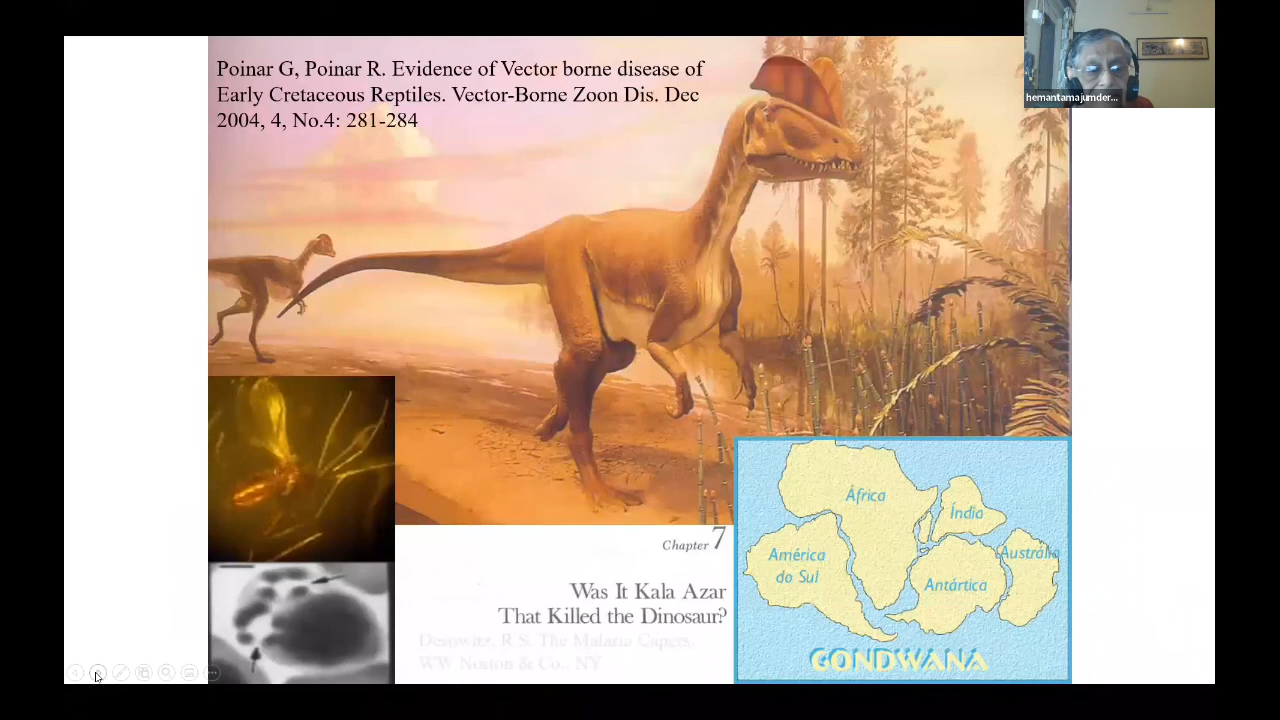 Poinar G, Poinar R. Evidence of Vector borne disease of
Early Cretaceous Reptiles. Vector-Borne Zoon Dis. Dec
2004, 4, No.4: 281-284
hemantamajumder...
Chapter 7
Was It Kala Azar
That Killed the Dinosaur?
Desowitz, R S. The Malaria Capers,
WW Norton & Co., NY
África
Índia
América
do Sul
Antártica
Austrália
GONDWANA